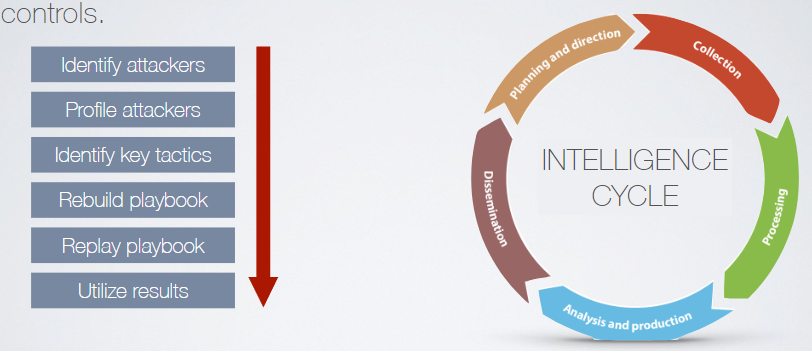 controls.
Identify attackers
Profile attackers
Identify key tactics
Rebuild playbook
Replay playbook
Utilize results
Planning and direction
Collection
Processing
Analysis and production
Dissemination
INTELLIGENCE
CYCLE